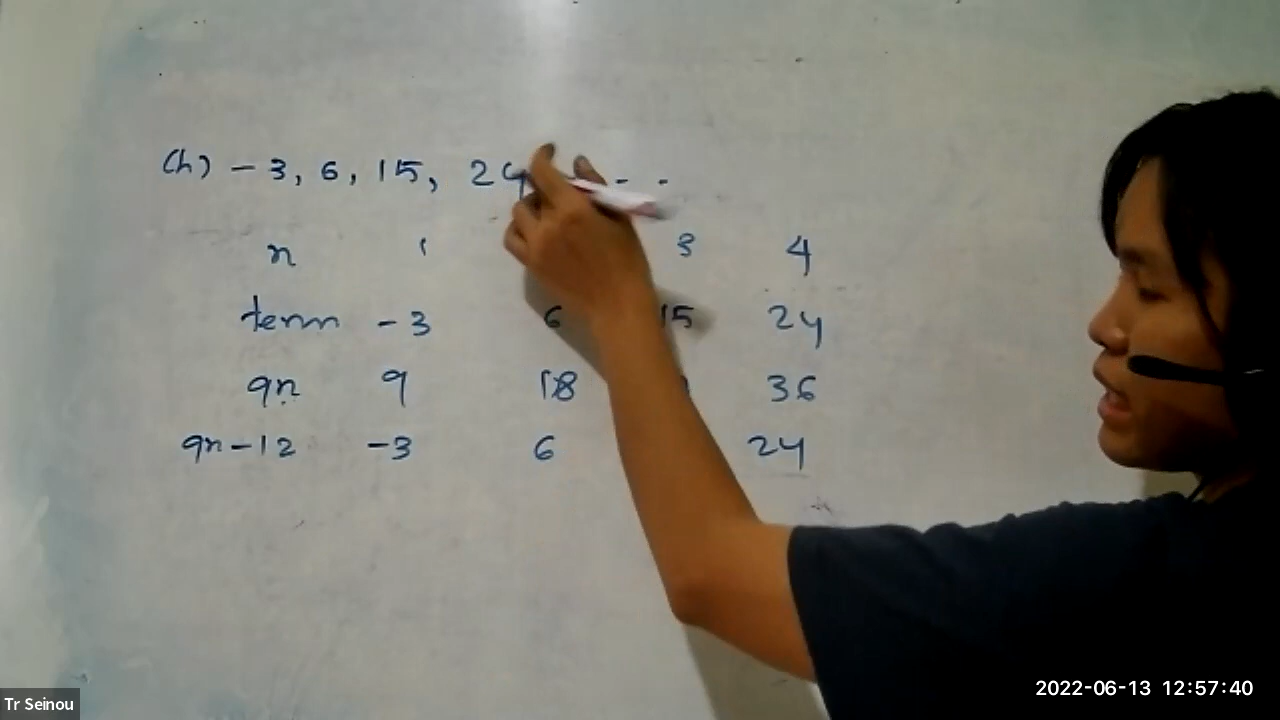 (h) -3, 6, 15, 24 - -
n 1 3 4
term -3 6 15 24
9n 9 18 36
9n-12 -3 6 24
Tr Seinou
2022-06-13 12:57:40